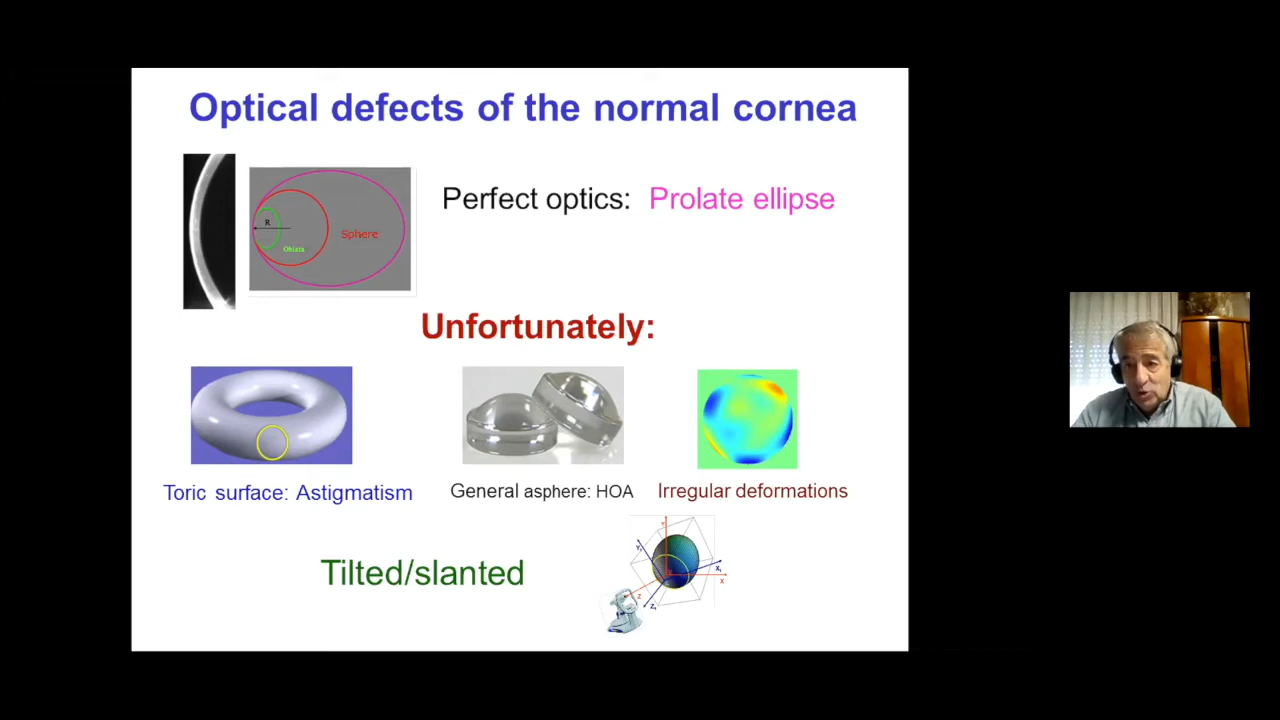 Optical defects of the normal cornea
Perfect optics: Prolate ellipse
R
Sphere
Unfortunately:
Toric surface: Astigmatism
General asphere: HOA
Irregular deformations
Tilted/slanted
X
Z